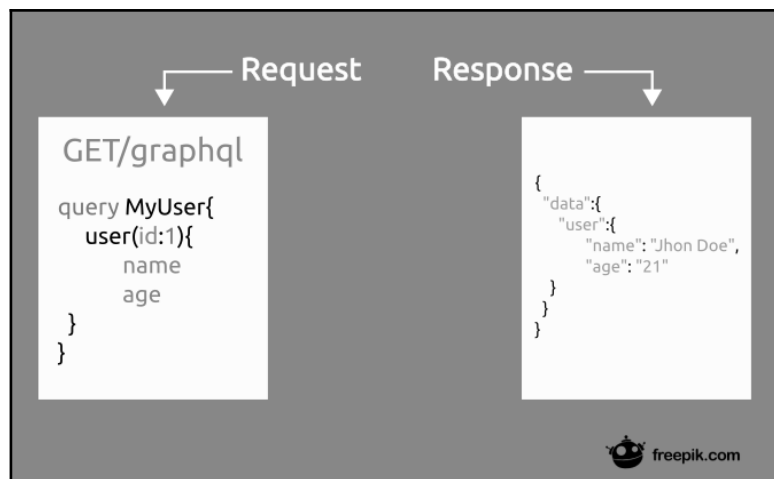 Request
Response
GET/graphql
query MyUser{
user(id:1){
name
age
}
}
{
"data":{
"user":{
"name": "Jhon Doe",
"age": "21"
}
}
}
freepik.com